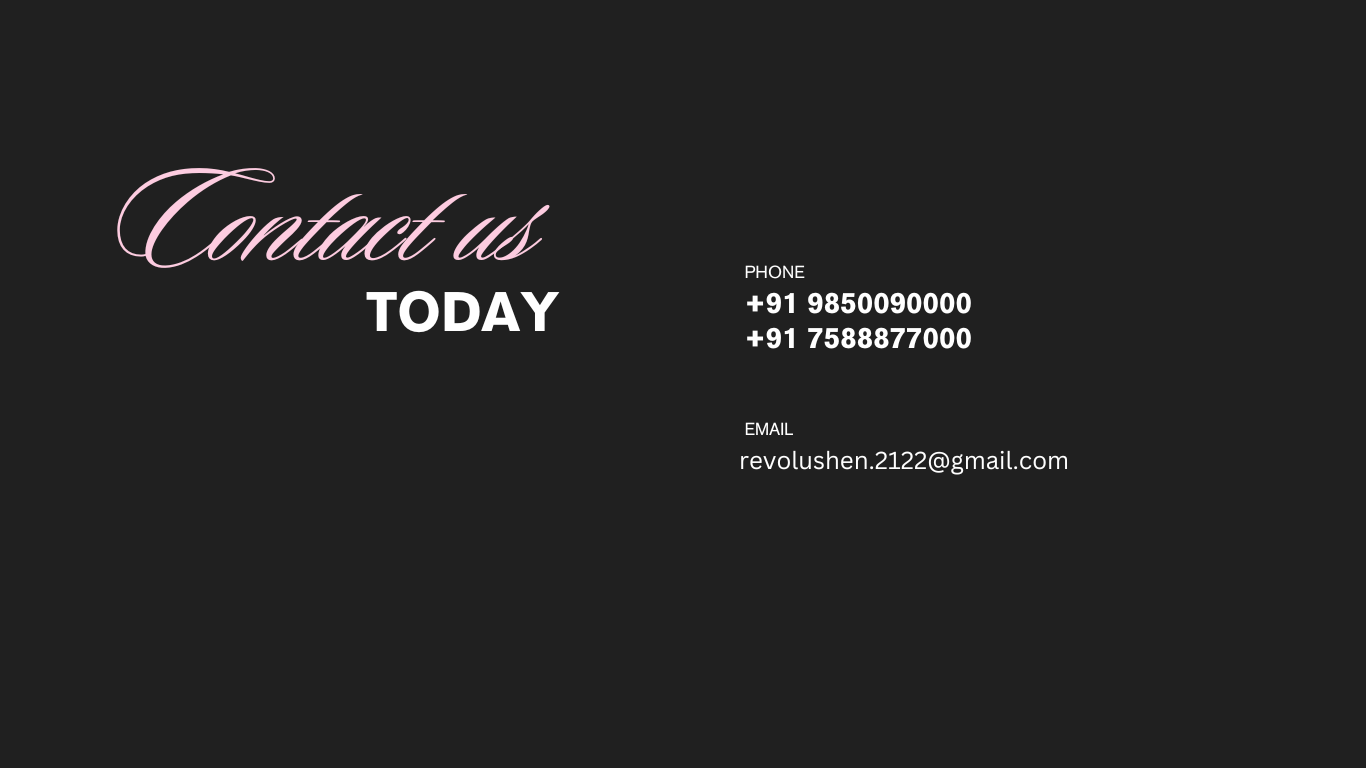 Contact us
TODAY
PHONE
+91 9850090000
+91 7588877000
EMAIL
revolushen.2122@gmail.com